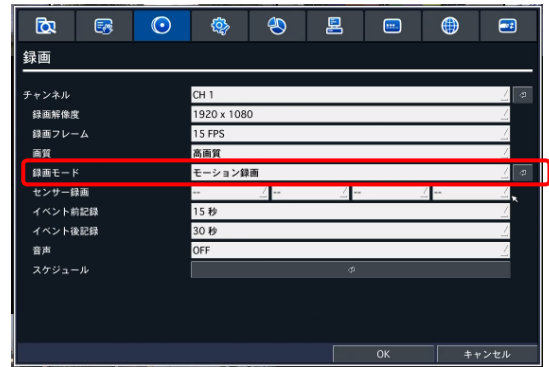 録画
チャンネル CH 1
録画解像度 1920 x 1080
録画フレーム 15 FPS
画質 高画質
録画モード モーション録画
センサー録画 -- -- -- --
イベント前記録 15 秒
イベント後記録 30 秒
音声 OFF
スケジュール
OK キャンセル